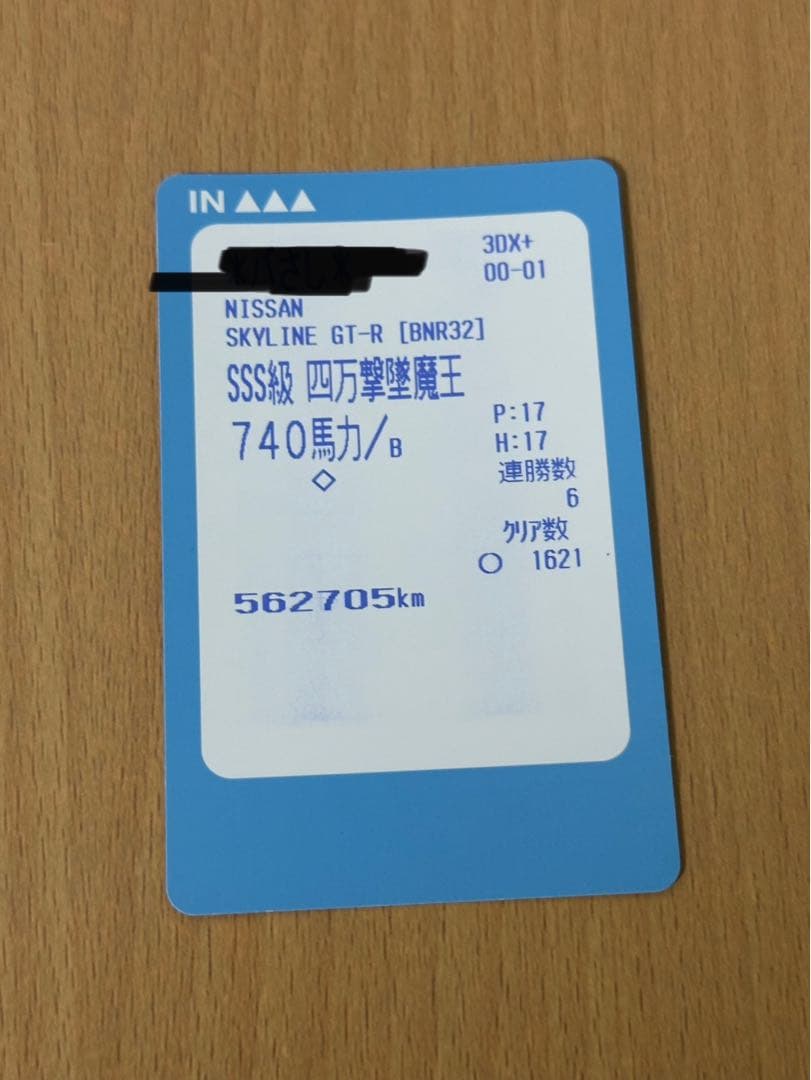 IN ▲▲▲
3DX+
00-01
NISSAN
SKYLINE GT-R [BNR32]
SSS級 四万撃墜魔王
740馬力/B
◇
P:17
H:17
連勝数
6
ｸﾘｱ数
○ 1621
562705km